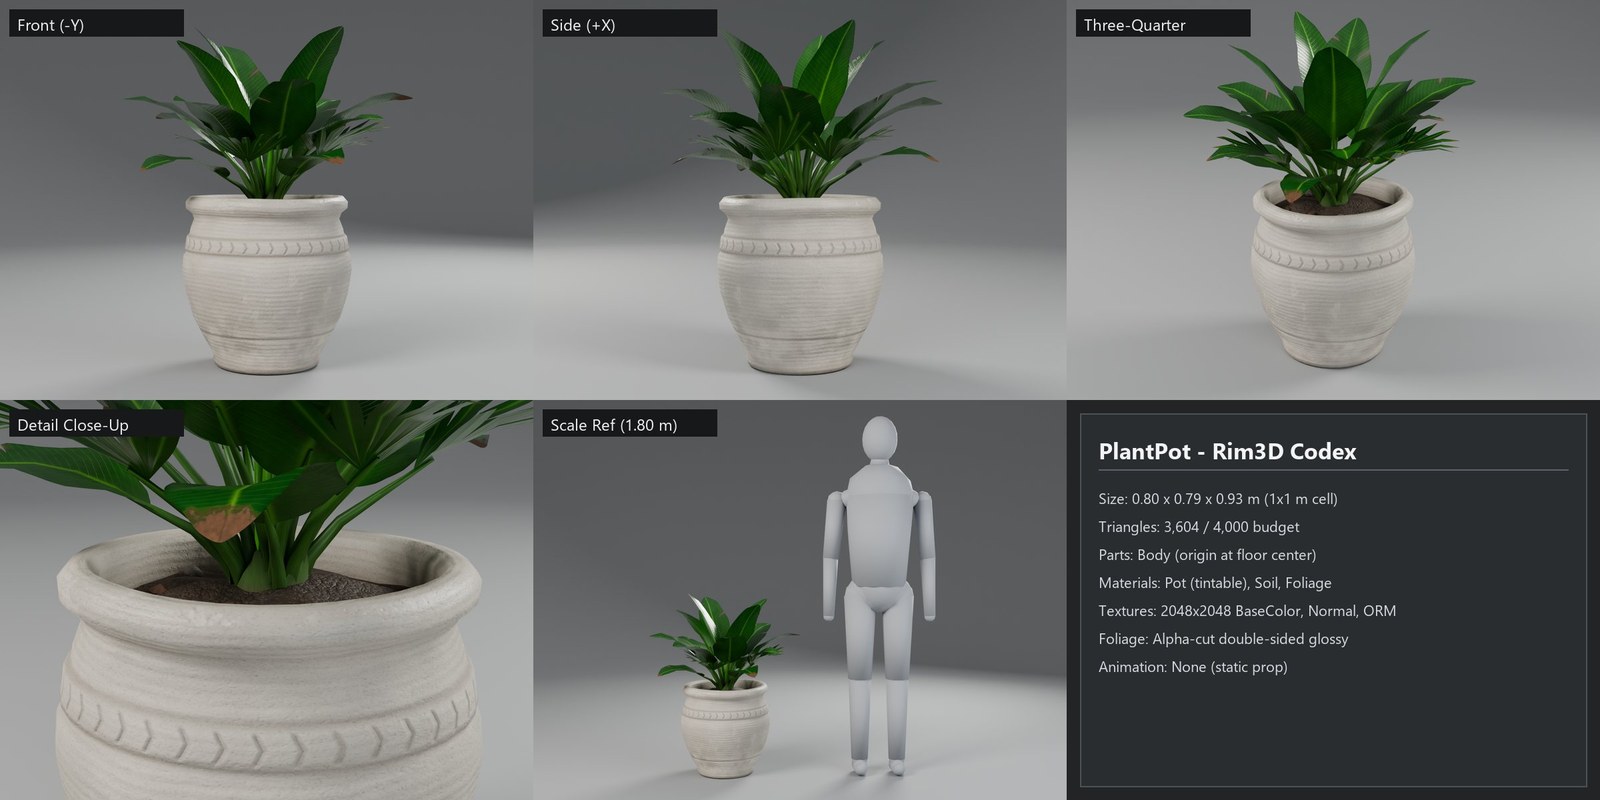 Front (-Y)
Side (+X)
Three-Quarter
Detail Close-Up
Scale Ref (1.80 m)
PlantPot - Rim3D Codex
Size: 0.80 x 0.79 x 0.93 m (1x1 m cell)
Triangles: 3,604 / 4,000 budget
Parts: Body (origin at floor center)
Materials: Pot (tintable), Soil, Foliage
Textures: 2048x2048 BaseColor, Normal, ORM
Foliage: Alpha-cut double-sided glossy
Animation: None (static prop)